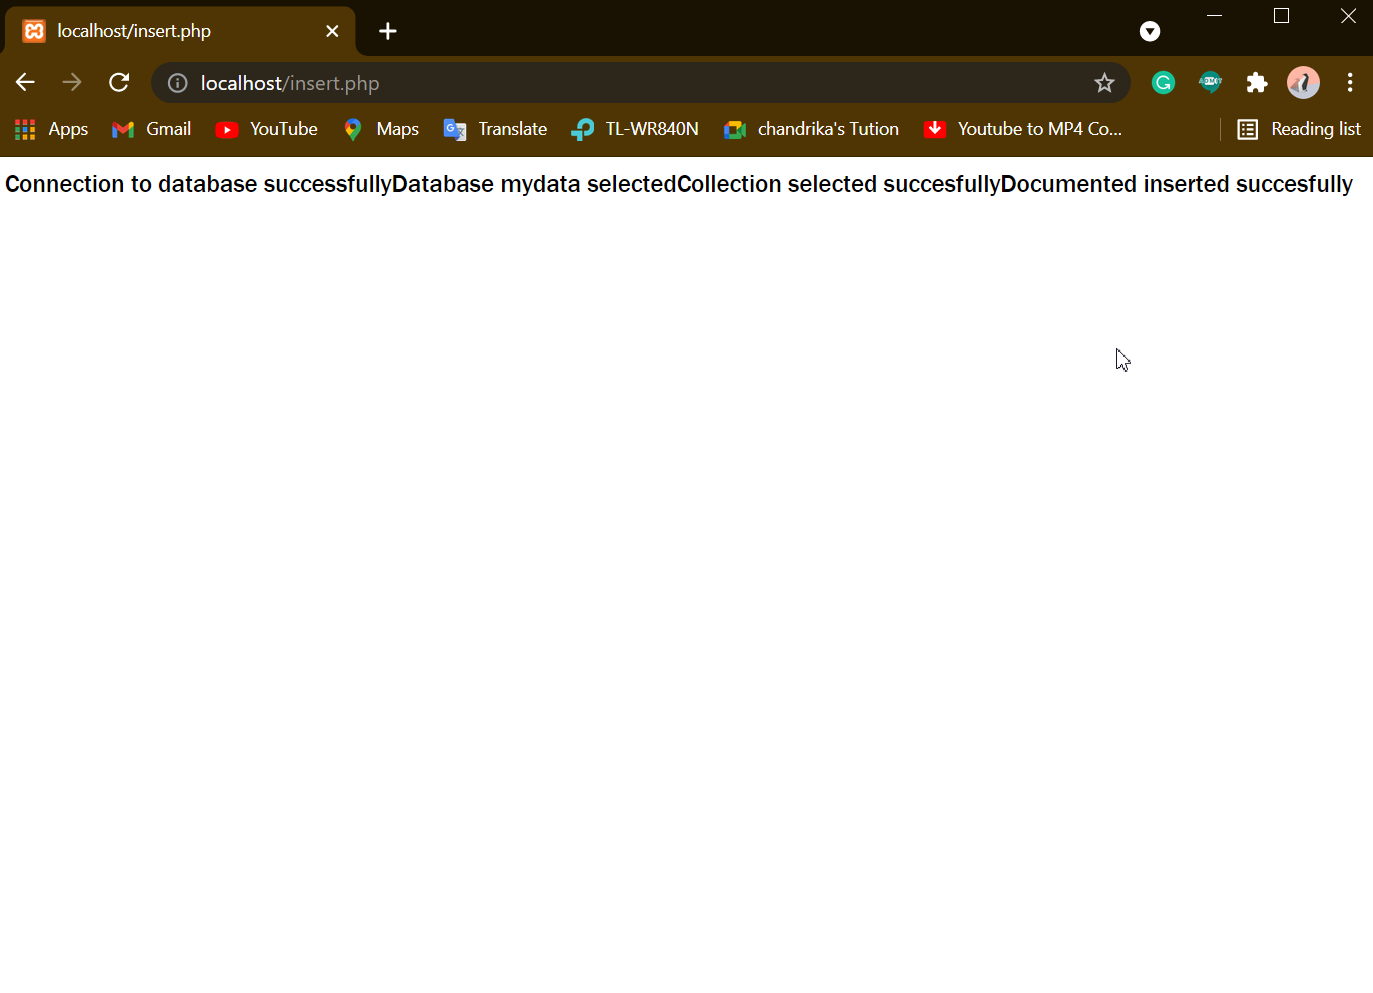 localhost/insert.php
localhost/insert.php
Apps Gmail YouTube Maps Translate TL-WR840N chandrika's Tution Youtube to MP4 Co... Reading list
Connection to database successfullyDatabase mydata selectedCollection selected succesfullyDocumented inserted succesfully